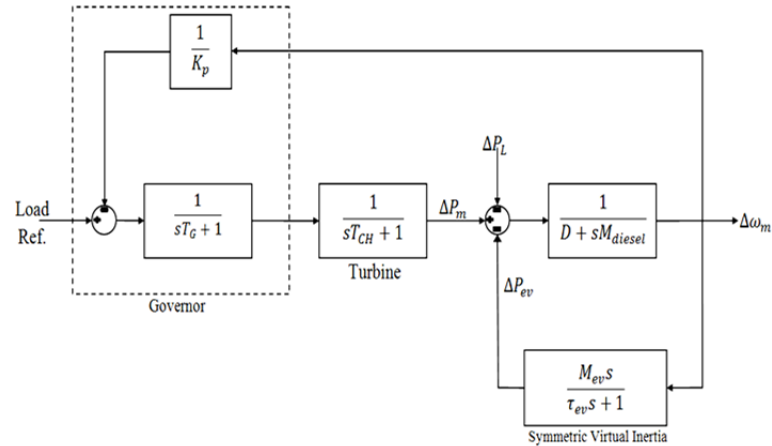 1
K_p
ΔP_L
Load
Ref.
1
sT_G + 1
1
sT_CH + 1
ΔP_m
1
D + sM_diesel
Δω_m
Turbine
Governor
ΔP_ev
M_ev s
τ_ev s + 1
Symmetric Virtual Inertia